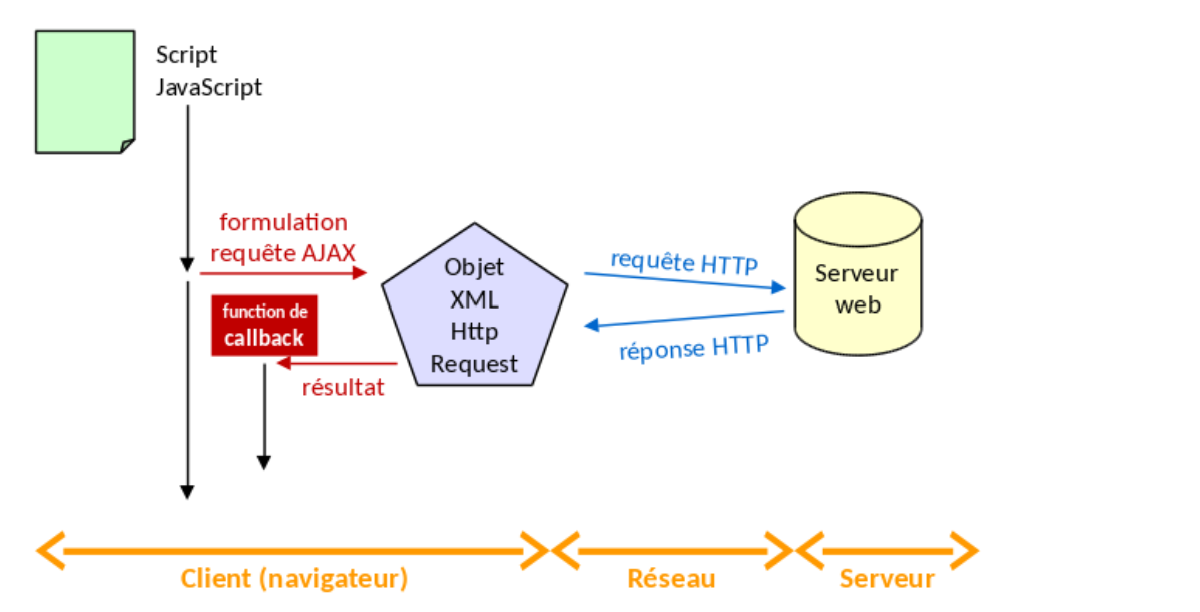 Script
JavaScript
formulation
requête AJAX
function de
callback
résultat
Objet
XML
Http
Request
requête HTTP
réponse HTTP
Serveur
web
Client (navigateur)
Réseau
Serveur